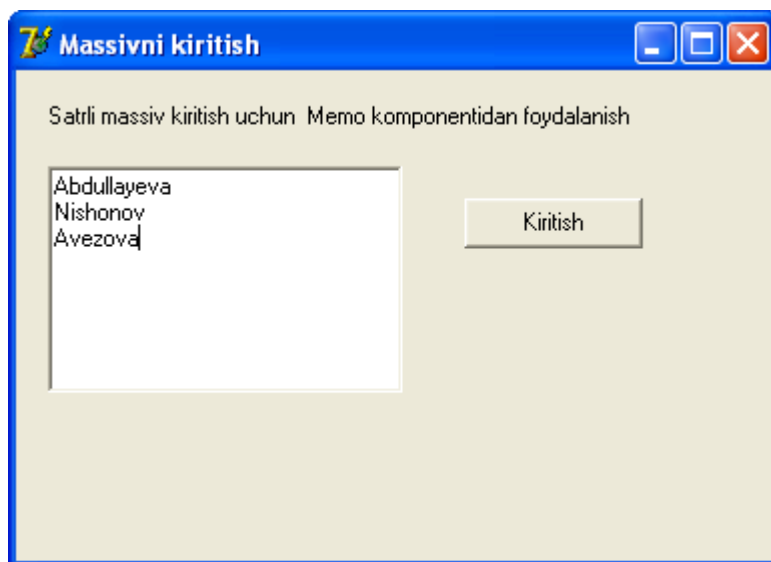 Massivni kiritish
Satrli massiv kiritish uchun Memo komponentidan foydalanish
Abdullayeva
Nishonov
Avezova
Kiritish